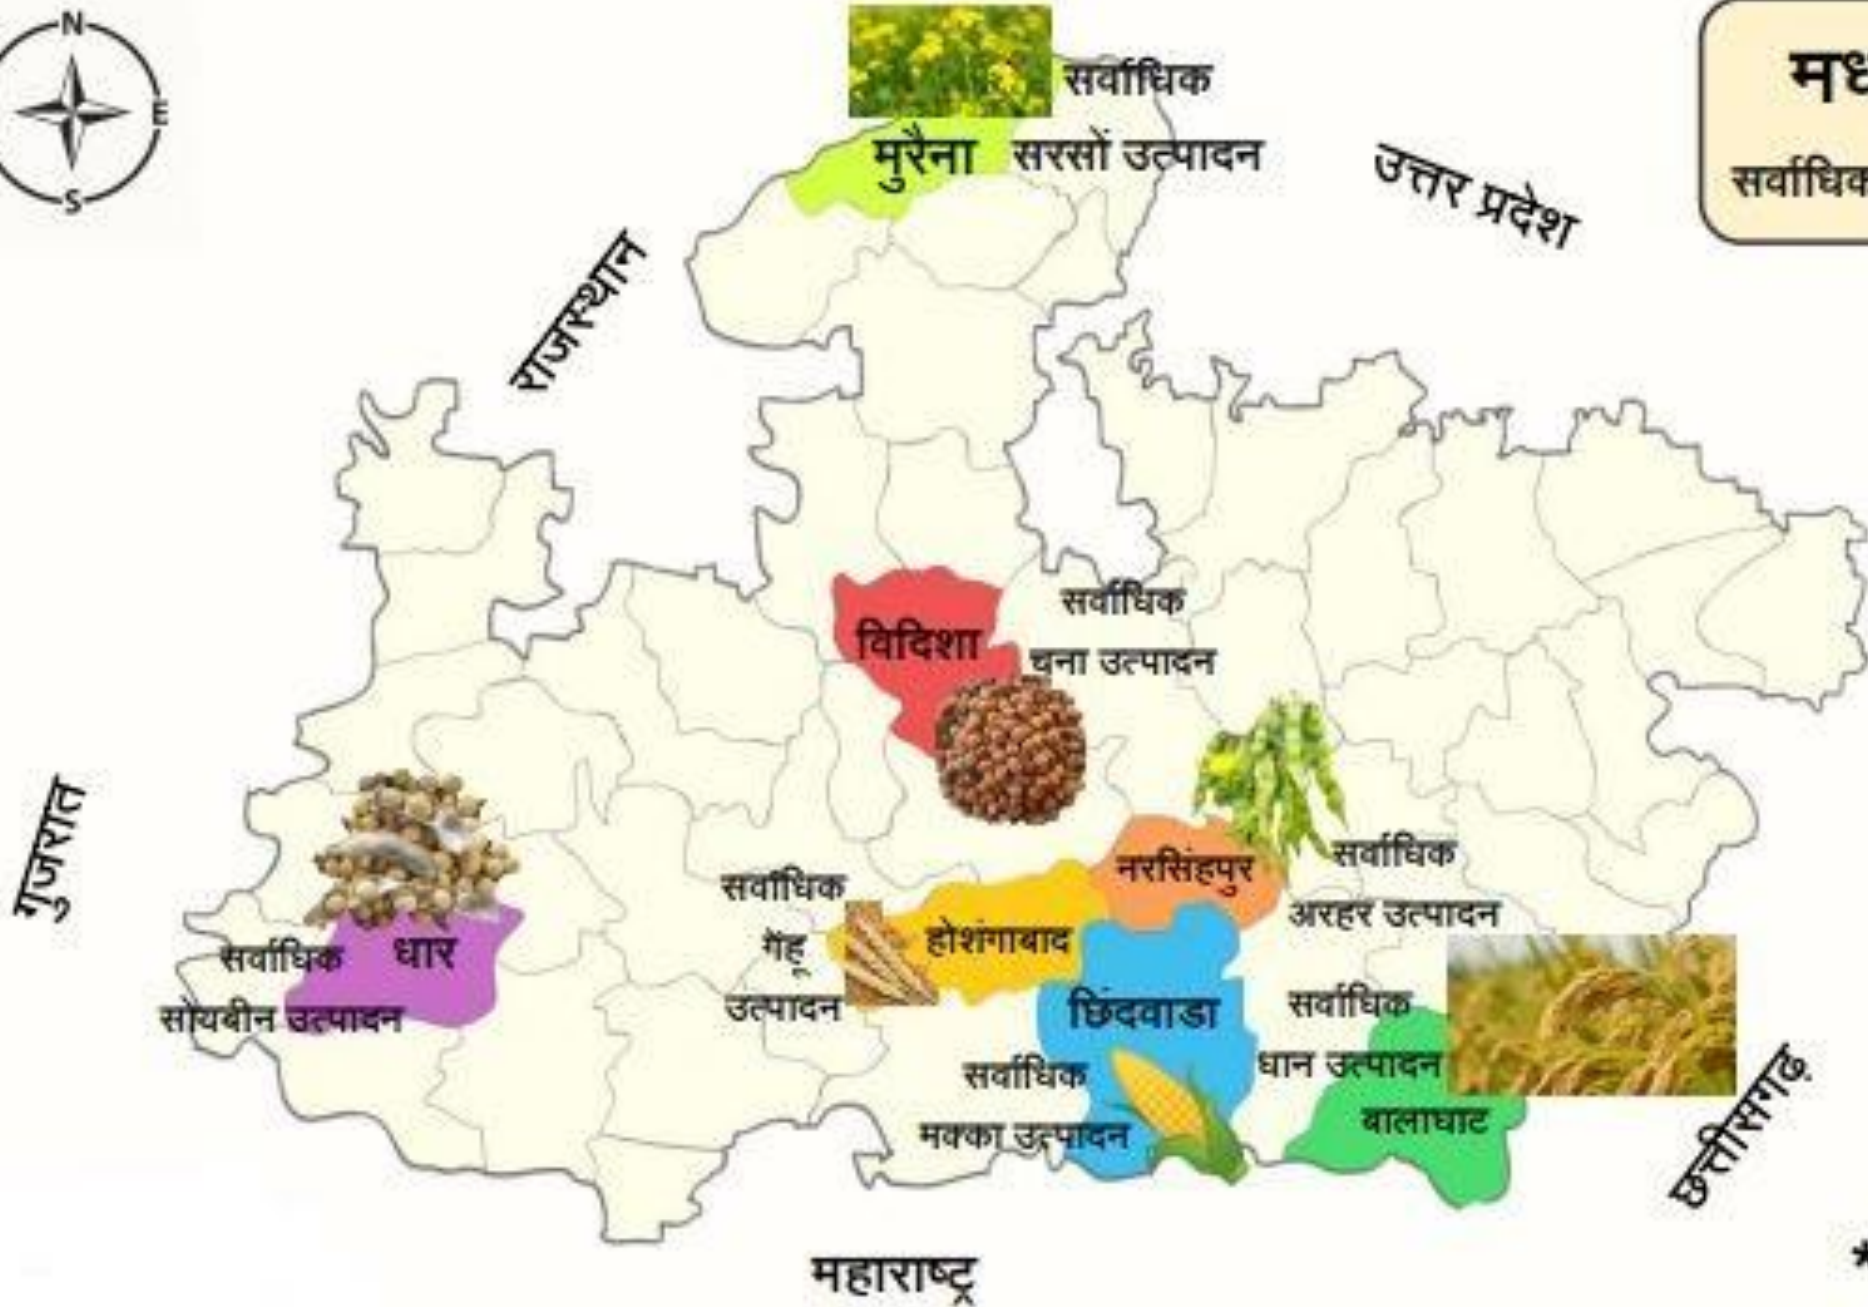 N
E
S
मध
सर्वाधिक
सर्वाधिक
मुरैना सरसों उत्पादन
उत्तर प्रदेश
राजस्थान
गुजरात
विदिशा
सर्वाधिक
चना उत्पादन
नरसिंहपुर
सर्वाधिक
अरहर उत्पादन
सर्वाधिक
गेंहू
उत्पादन
होशंगाबाद
धार
सर्वाधिक
सोयबीन उत्पादन
छिंदवाडा
सर्वाधिक
मक्का उत्पादन
सर्वाधिक
धान उत्पादन
बालाघाट
छत्तीसगढ़
महाराष्ट्र
*